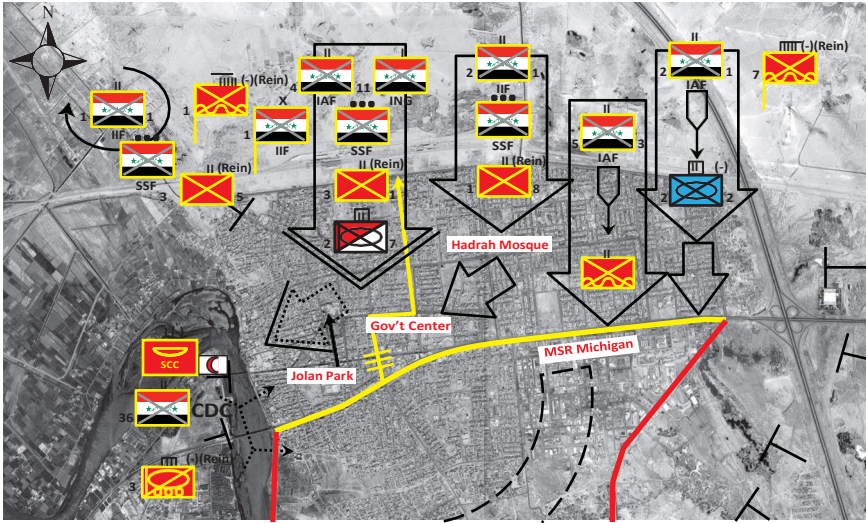 N
II
1 1
IIF
SSF
(-)(Rein)
1
X
1
IIF
II (Rein)
3 5
II
4
IAF
I
11
ING
SSF
II (Rein)
3 1
2 7
II
2 1
IIF
SSF
II (Rein)
1 8
II
5 3
IAF
II
II
2 1
IAF
II (-)
2 2
(-)(Rein)
7
Hadrah Mosque
Gov't Center
MSR Michigan
Jolan Park
SCC
II
36
CDC
(-)(Rein)
3